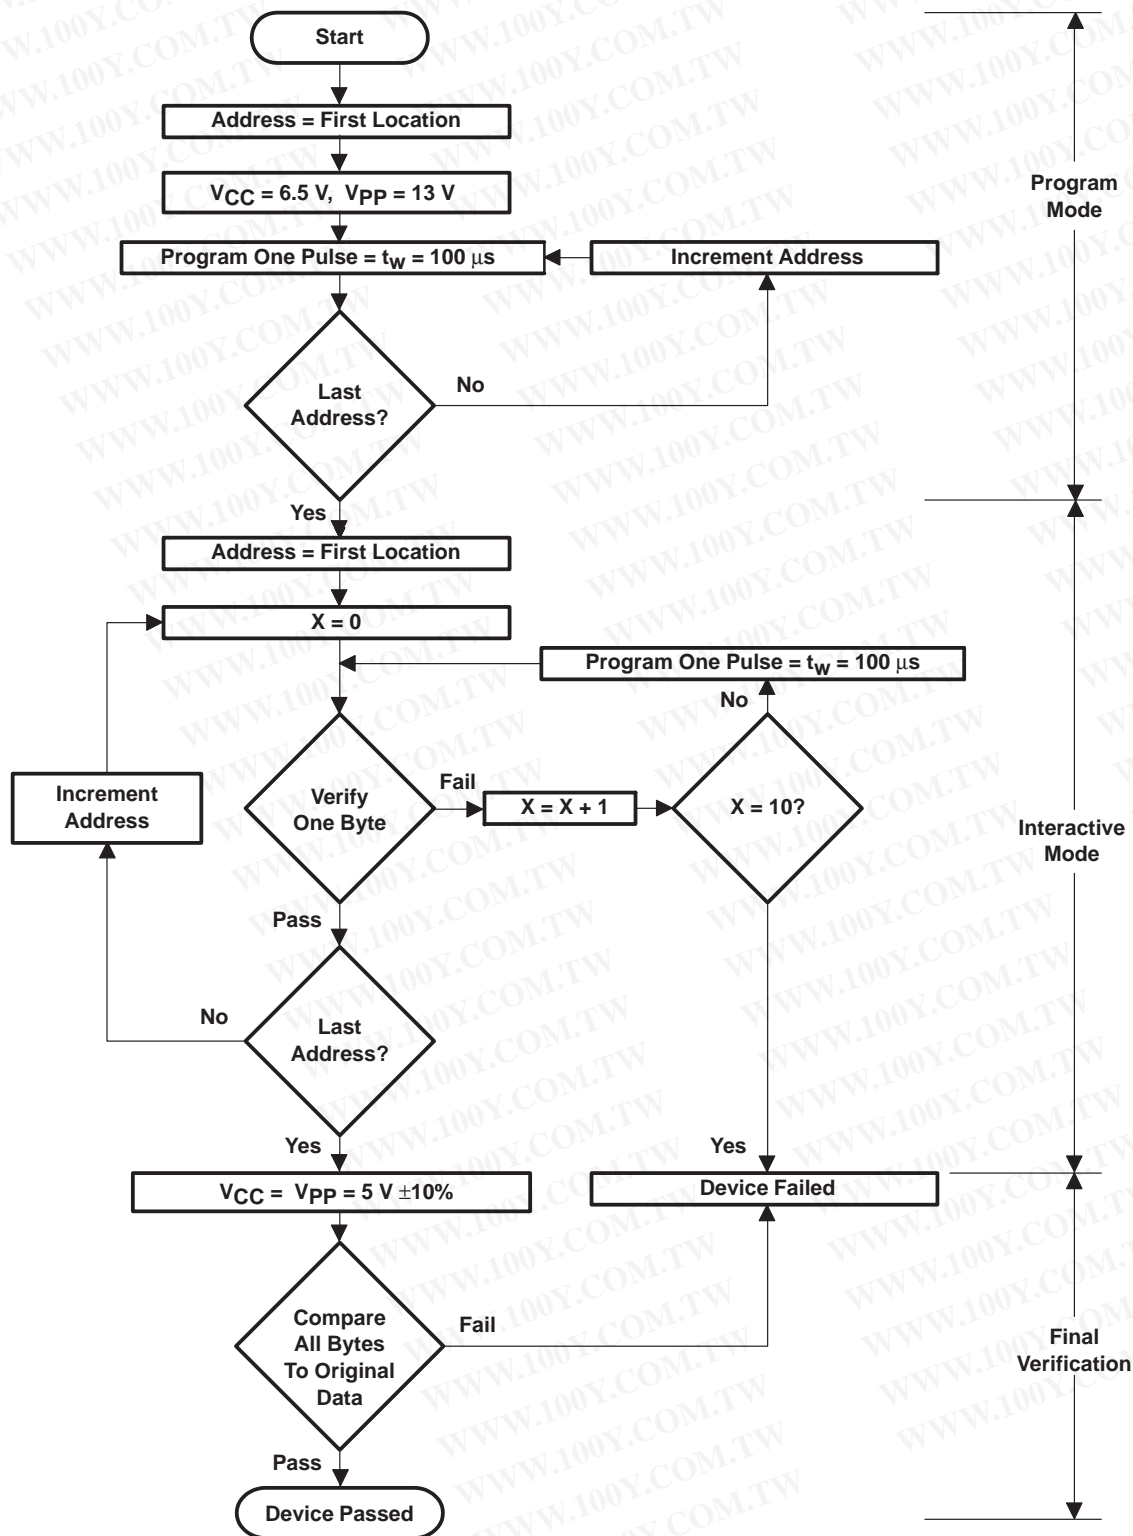 Start
Address = First Location
VCC = 6.5 V, VPP = 13 V
Program One Pulse = tw = 100 μs
Increment Address
Program
Mode
Last
Address?
No
Yes
Address = First Location
X = 0
Program One Pulse = tw = 100 μs
No
Increment
Address
Verify
One Byte
Fail
X = X + 1
X = 10?
Interactive
Mode
Pass
No
Last
Address?
Yes
Yes
VCC = VPP = 5 V ±10%
Device Failed
Compare
All Bytes
To Original
Data
Fail
Final
Verification
Pass
Device Passed
WWW.100Y.COM.TW